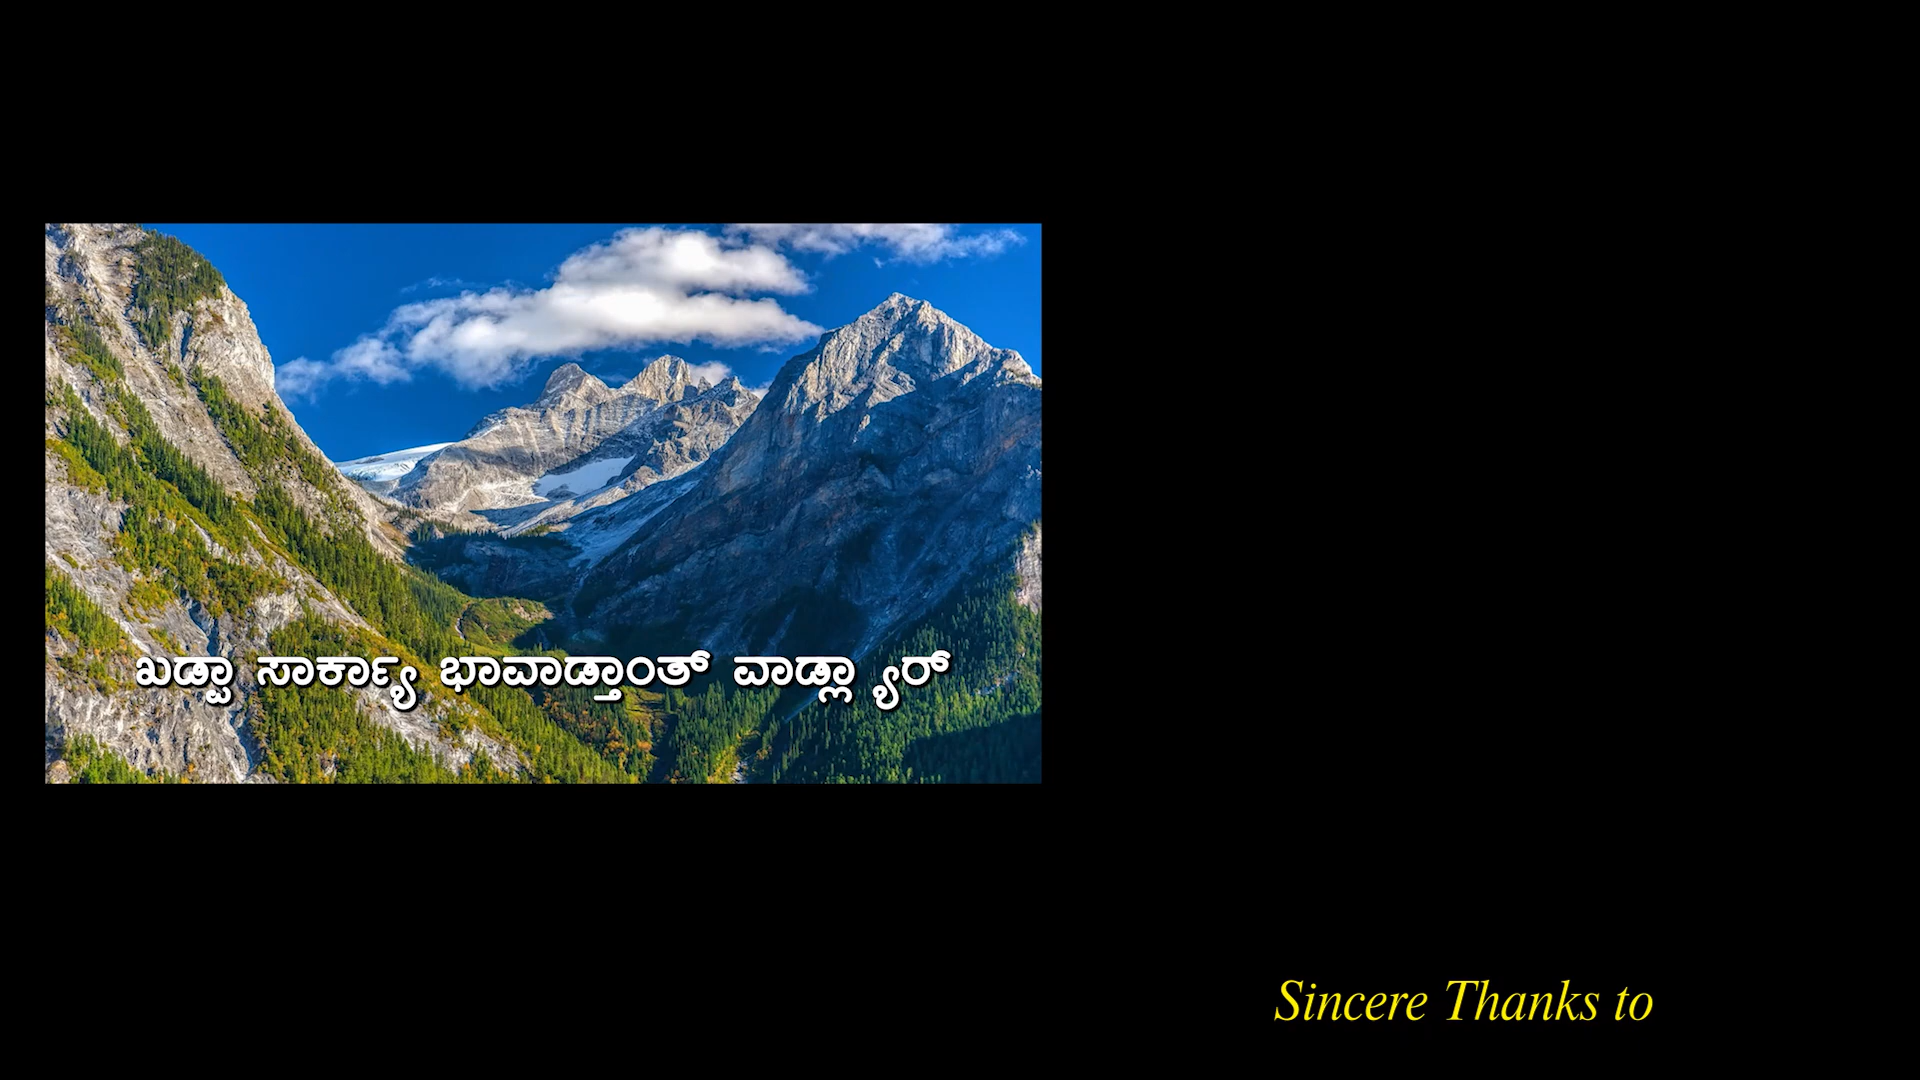 ಖಡ್ಪಾ ಸಾರ್ಕ್ಯಾ ಭಾವಾಡ್ತಾಂತ್ ವಾಡ್ಲ್ಯಾರ್
Sincere Thanks to